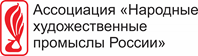 Ассоциация «Народные
художественные
промыслы России»